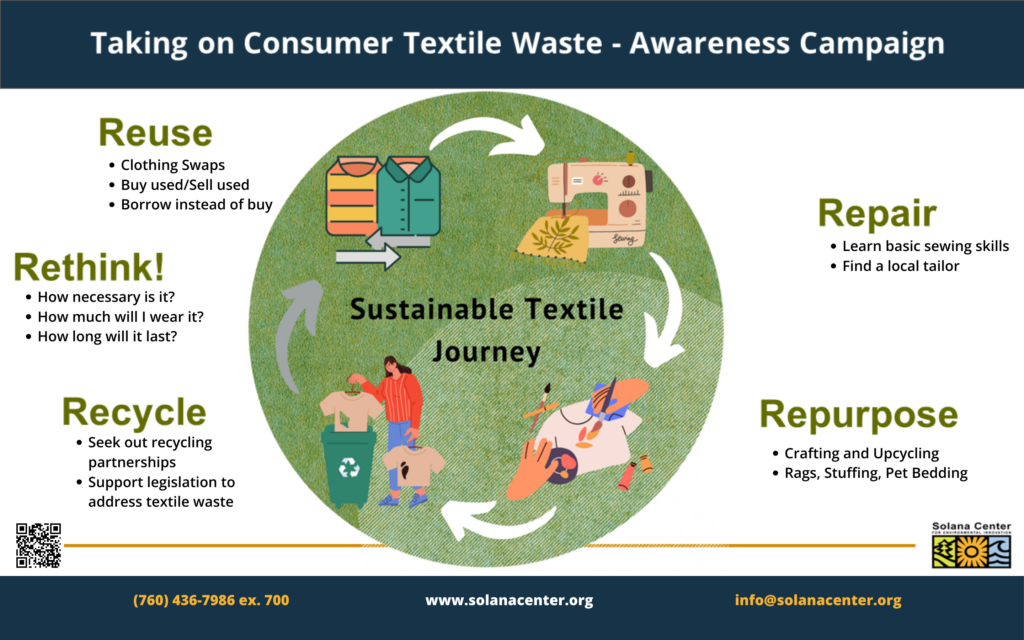 Taking on Consumer Textile Waste - Awareness Campaign
Reuse
• Clothing Swaps
• Buy used/Sell used
• Borrow instead of buy
Rethink!
• How necessary is it?
• How much will I wear it?
• How long will it last?
Recycle
• Seek out recycling
partnerships
• Support legislation to
address textile waste
Sewing
Sustainable Textile
Journey
Repair
• Learn basic sewing skills
• Find a local tailor
Repurpose
• Crafting and Upcycling
• Rags, Stuffing, Pet Bedding
Solana Center
FOR ENVIRONMENTAL INNOVATION
(760) 436-7986 ex. 700
www.solanacenter.org
info@solanacenter.org